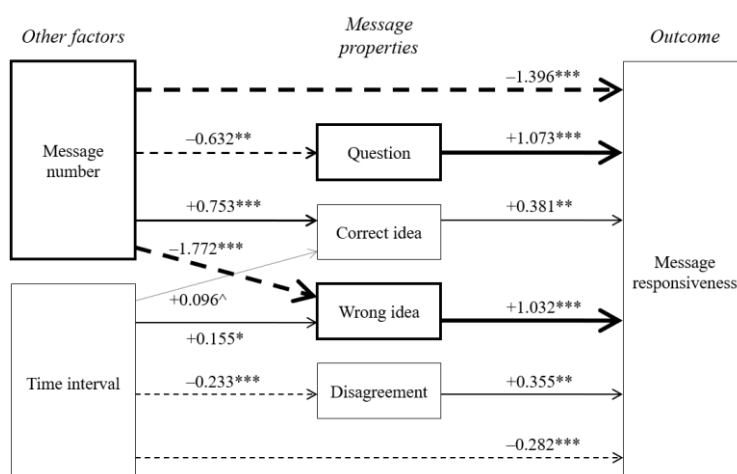 Other factors
Message
properties
Outcome
–1.396***
Message
number
–0.632**
Question
+1.073***
+0.753***
Correct idea
+0.381**
–1.772***
Message
responsiveness
+0.096^
Wrong idea
+1.032***
+0.155*
Time interval
–0.233***
Disagreement
+0.355**
–0.282***